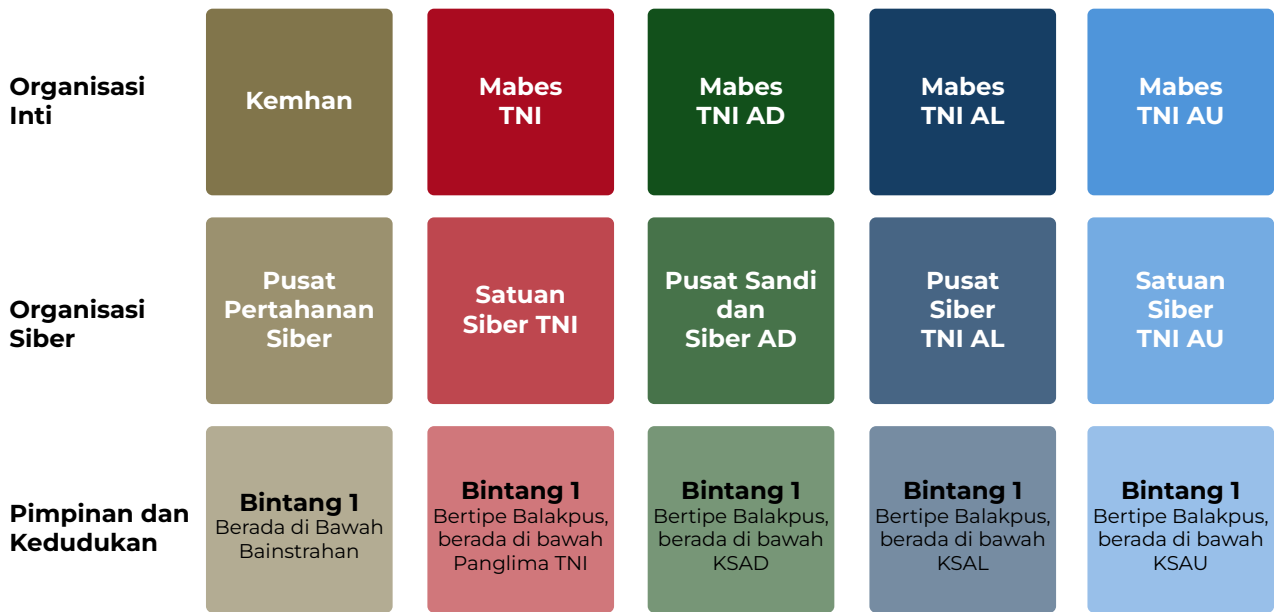 Organisasi
Inti
Kemhan
Mabes
TNI
Mabes
TNI AD
Mabes
TNI AL
Mabes
TNI AU
Organisasi
Siber
Pusat
Pertahanan
Siber
Satuan
Siber TNI
Pusat Sandi
dan
Siber AD
Pusat
Siber
TNI AL
Satuan
Siber
TNI AU
Pimpinan dan
Kedudukan
Bintang 1
Berada di Bawah
Bainstrahan
Bintang 1
Bertipe Balakpus,
berada di bawah
Panglima TNI
Bintang 1
Bertipe Balakpus,
berada di bawah
KSAD
Bintang 1
Bertipe Balakpus,
berada di bawah
KSAL
Bintang 1
Bertipe Balakpus,
berada di bawah
KSAU